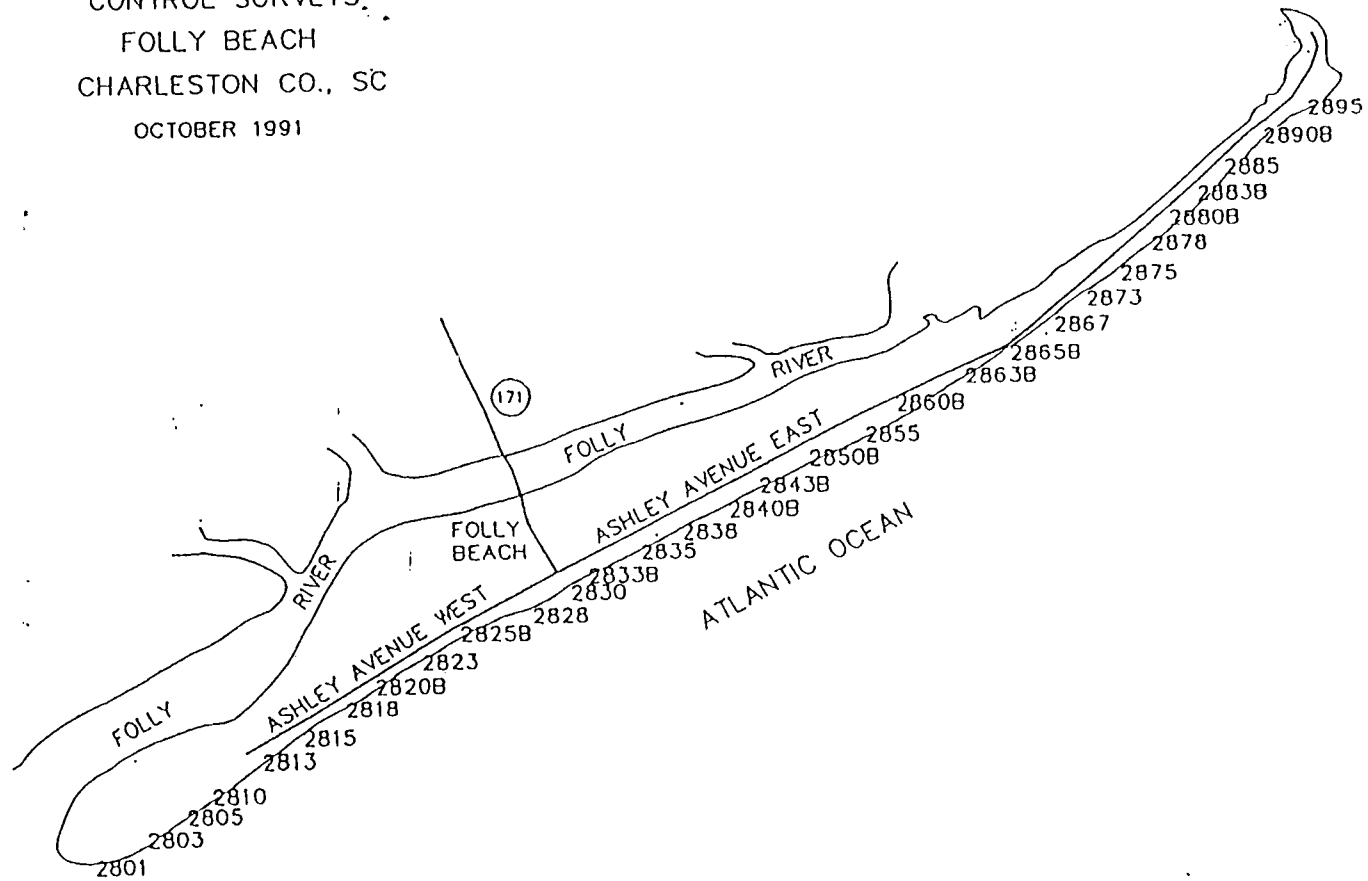 CONTROL SURVEYS
FOLLY BEACH
CHARLESTON CO., SC
OCTOBER 1991
2895
2890B
2885
2883B
2880B
2878
2875
2873
2867
2865B
2863B
2860B
2855
2850B
2843B
2840B
2838
2835
2833B
2830
2828
2825B
2823
2820B
2818
2815
2813
2810
2805
2803
2801
171
RIVER
FOLLY
ASHLEY AVENUE EAST
FOLLY
BEACH
ATLANTIC OCEAN
RIVER
ASHLEY AVENUE WEST
FOLLY